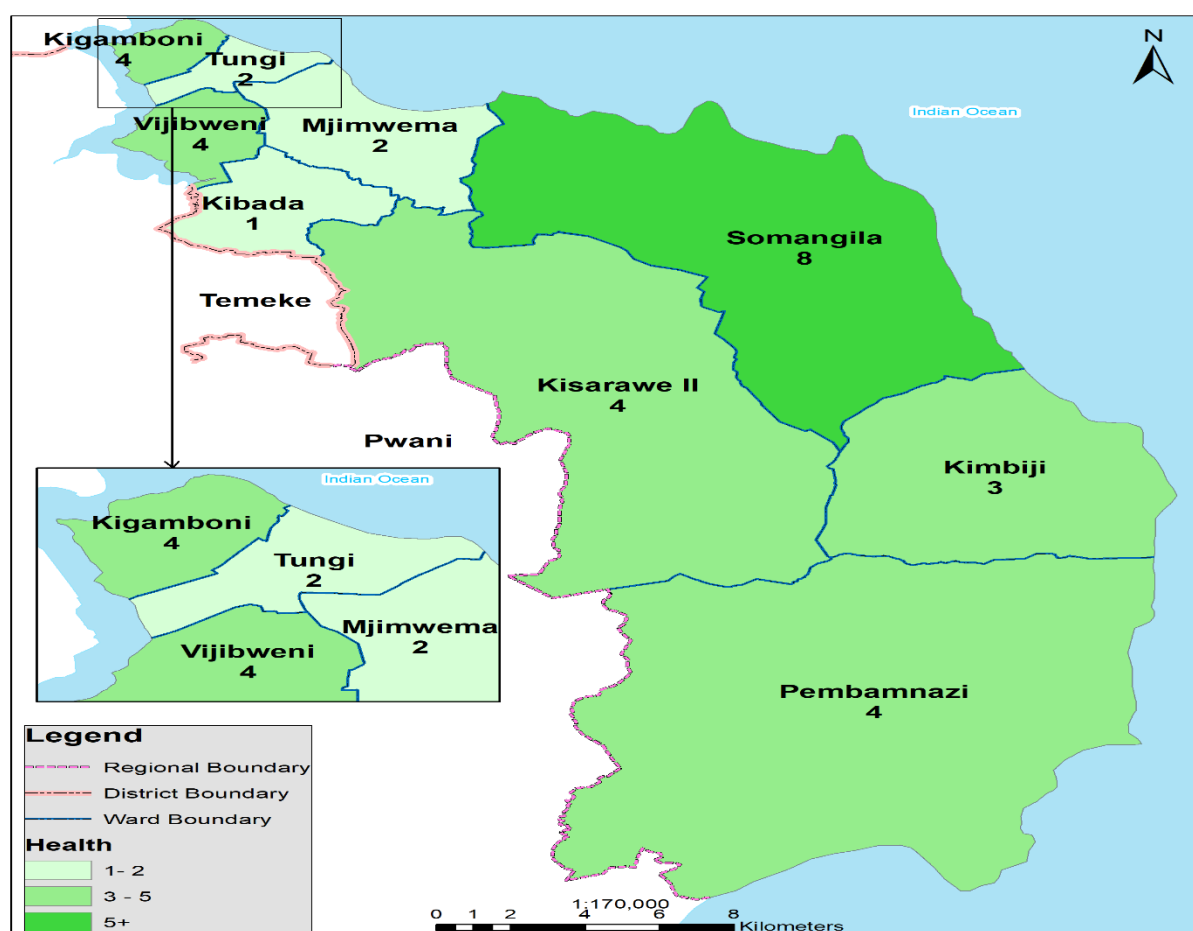 Kigamboni
4
Tungi
2
N
Indian Ocean
Vijibweni
4
Mjimwema
2
Kibada
1
Somangila
8
Temeke
Kisarawe II
4
Pwani
Kimbiji
3
Indian Ocean
Kigamboni
4
Tungi
2
Mjimwema
2
Vijibweni
4
Pembamnazi
4
Legend
Regional Boundary
District Boundary
Ward Boundary
Health
1- 2
3 - 5
5+
1:170,000
0 1 2 4 6 8
Kilometers